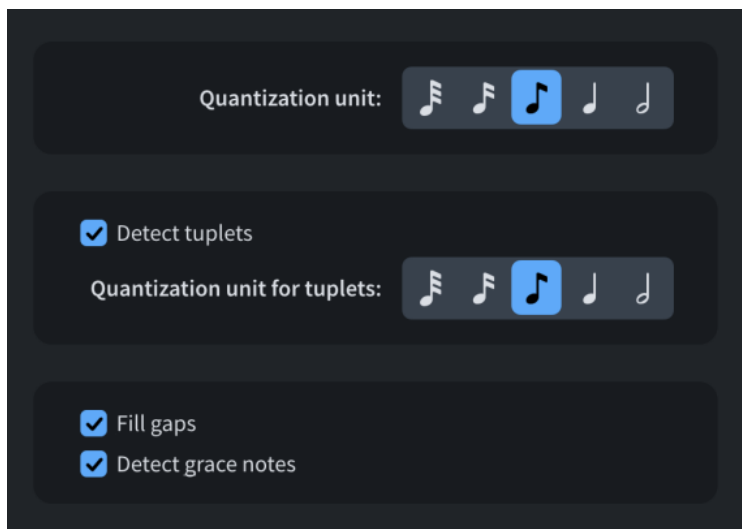 Quantization unit:
Detect tuplets
Quantization unit for tuplets:
Fill gaps
Detect grace notes